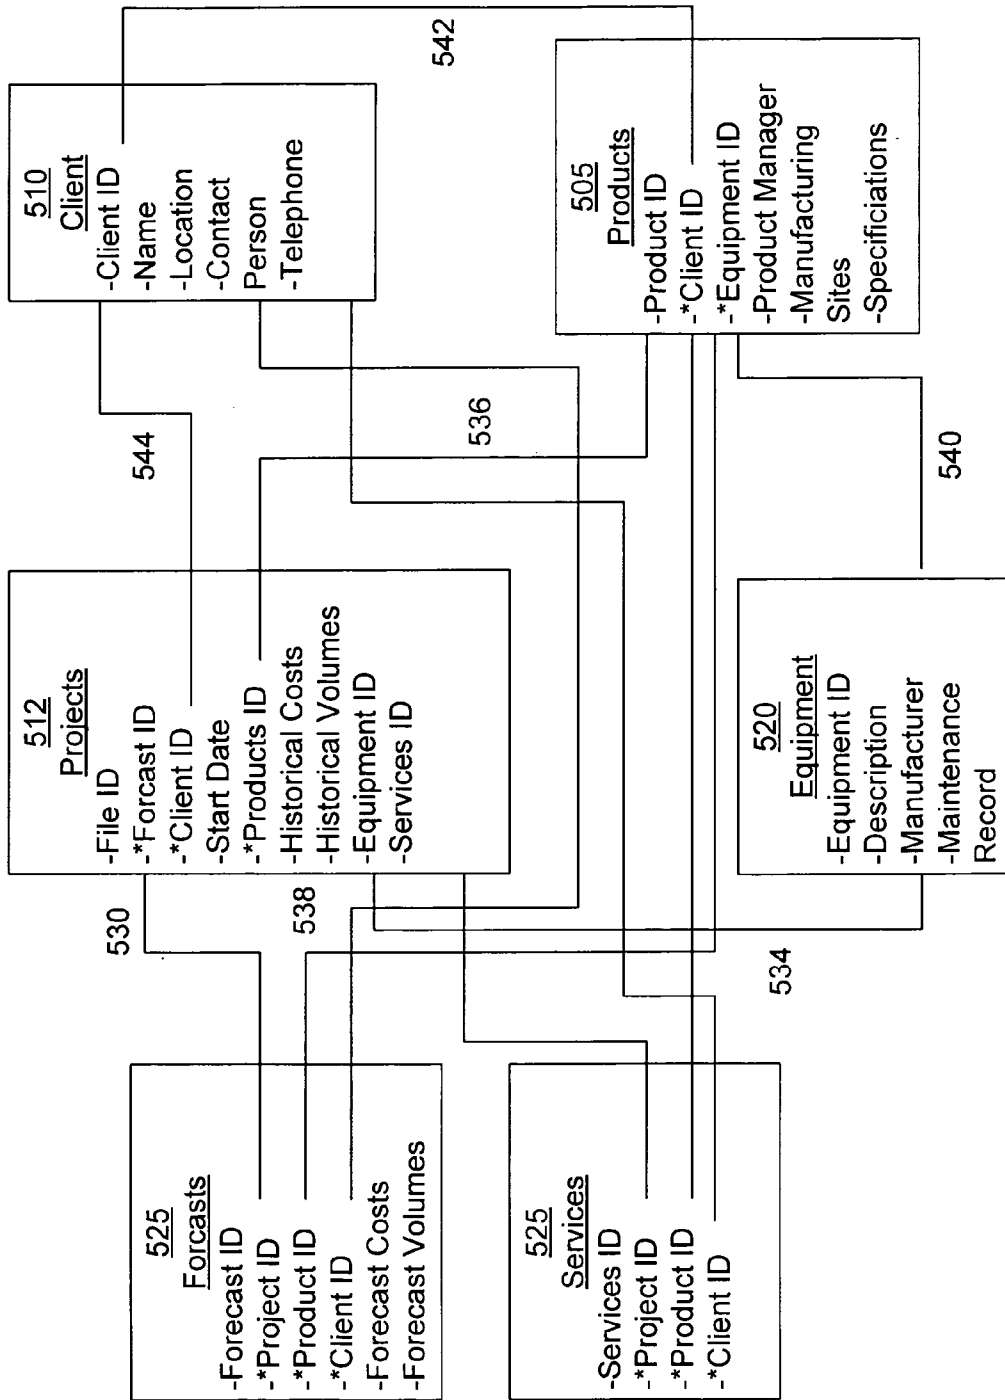 525
Forcasts
-Forecast ID
-*Project ID
-*Product ID
-*Client ID
-Forecast Costs
-Forecast Volumes
530
538
512
Projects
-File ID
-*Forcast ID
-*Client ID
-Start Date
-*Products ID
-Historical Costs
-Historical Volumes
-Equipment ID
-Services ID
544
536
510
Client
-Client ID
-Name
-Location
-Contact
Person
-Telephone
542
525
Services
-Services ID
-*Project ID
-*Product ID
-*Client ID
534
520
Equipment
-Equipment ID
-Description
-Manufacturer
-Maintenance
Record
540
505
Products
-Product ID
-*Client ID
-*Equipment ID
-Product Manager
-Manufacturing
Sites
-Specificiations